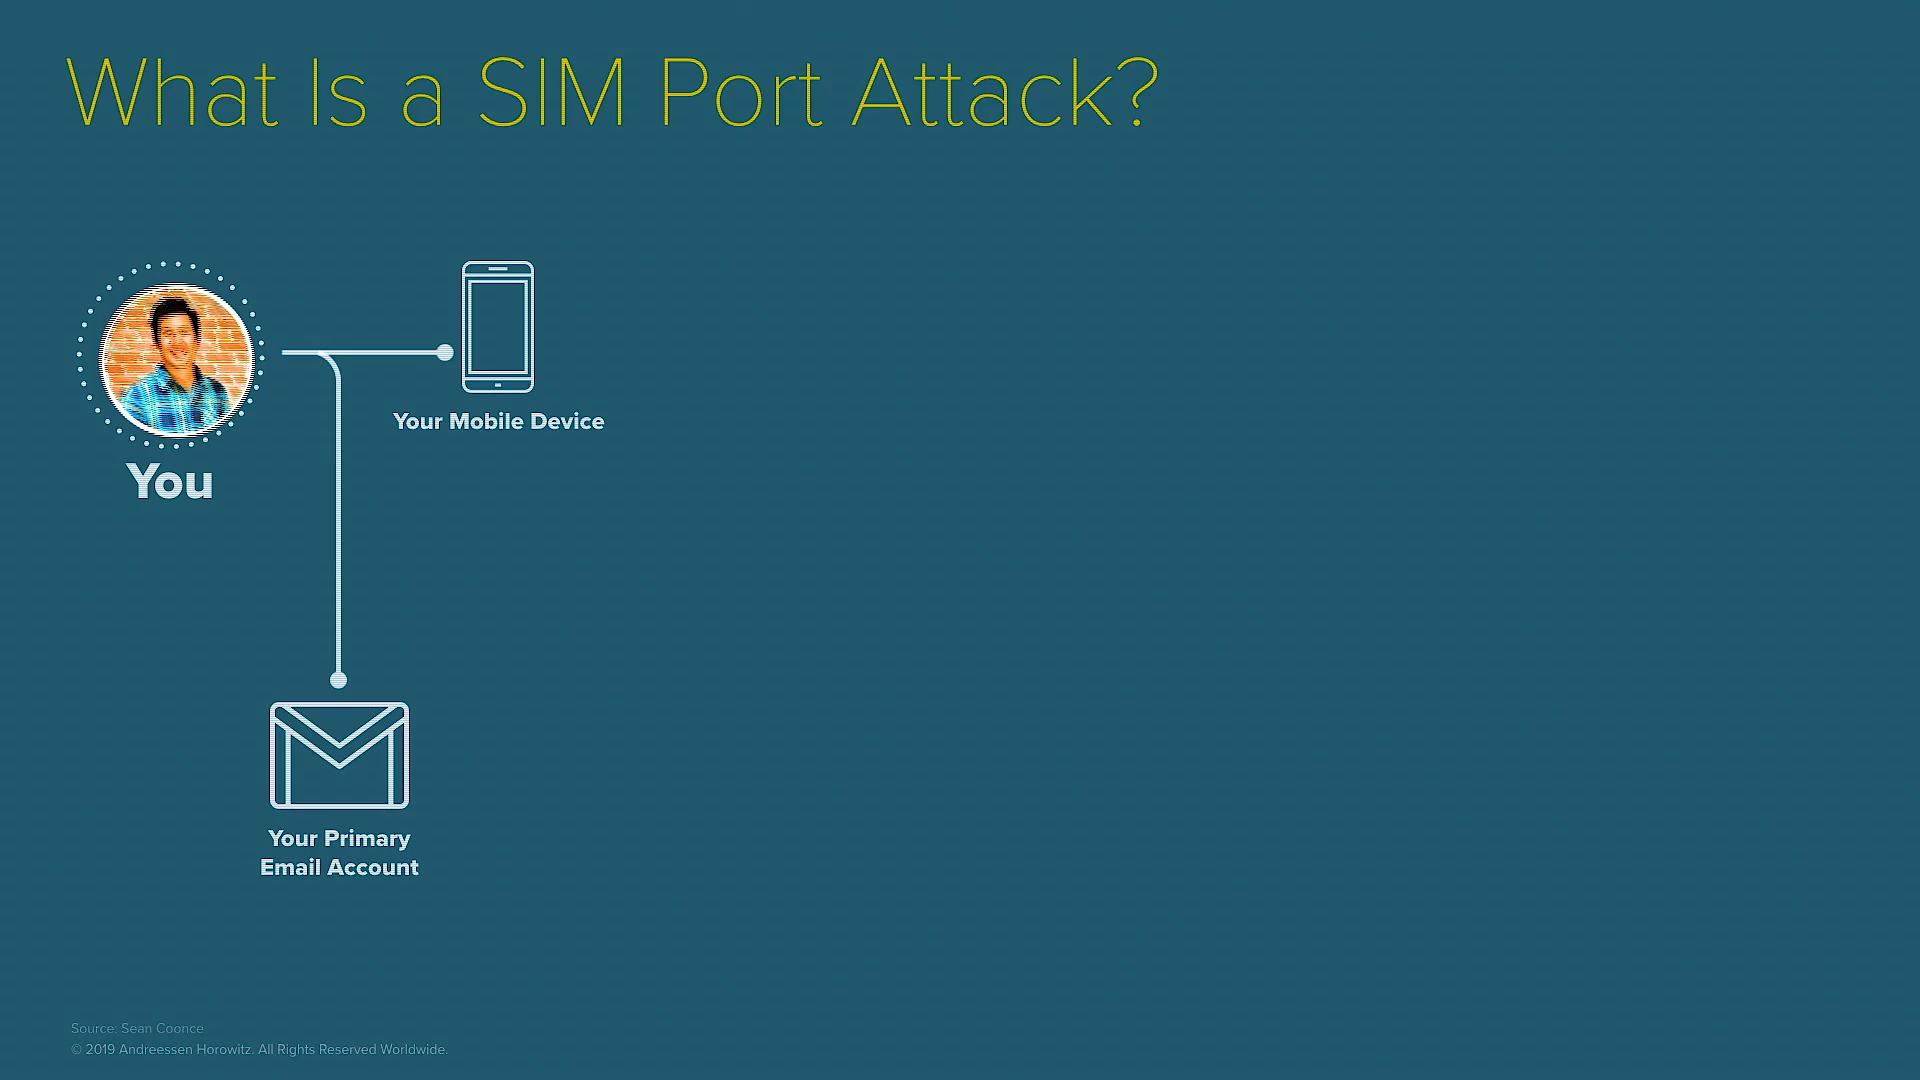 What Is a SIM Port Attack?
Your Mobile Device
You
Your Primary
Email Account
Source: Sean Coonce
© 2019 Andreessen Horowitz. All Rights Reserved Worldwide.